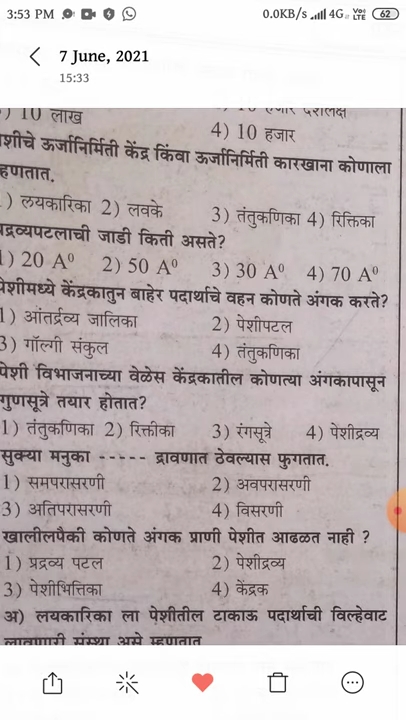 3:53 PM 0.0KB/s 4G VoLTE 62
7 June, 2021
15:33
) 10 लाख
4) 10 हजार
शीचे ऊर्जानिर्मिती केंद्र किंवा ऊर्जानिर्मिती कारखाना कोणाला
हणतात.
) लयकारिका 2) लवके 3) तंतुकणिका 4) रिक्तिका
द्रव्यपटलाची जाडी किती असते?
1) 20 A⁰ 2) 50 A⁰ 3) 30 A⁰ 4) 70 A⁰
पेशीमध्ये केंद्रकातुन बाहेर पदार्थाचे वहन कोणते अंगक करते?
1) आंतर्द्रव्य जालिका 2) पेशीपटल
3) गॉल्गी संकुल 4) तंतुकणिका
पेशी विभाजनाच्या वेळेस केंद्रकातील कोणत्या अंगकापासून
गुणसूत्रे तयार होतात?
1) तंतुकणिका 2) रिक्तीका 3) रंगसूत्रे 4) पेशीद्रव्य
सुक्या मनुका ----- द्रावणात ठेवल्यास फुगतात.
1) समपरासरणी 2) अवपरासरणी
3) अतिपरासरणी 4) विसरणी
खालीलपैकी कोणते अंगक प्राणी पेशीत आढळत नाही ?
1) प्रद्रव्य पटल 2) पेशीद्रव्य
3) पेशीभित्तिका 4) केंद्रक
अ) लयकारिका ला पेशीतील टाकाऊ पदार्थाची विल्हेवाट
लावणारी संस्था असे म्हणतात